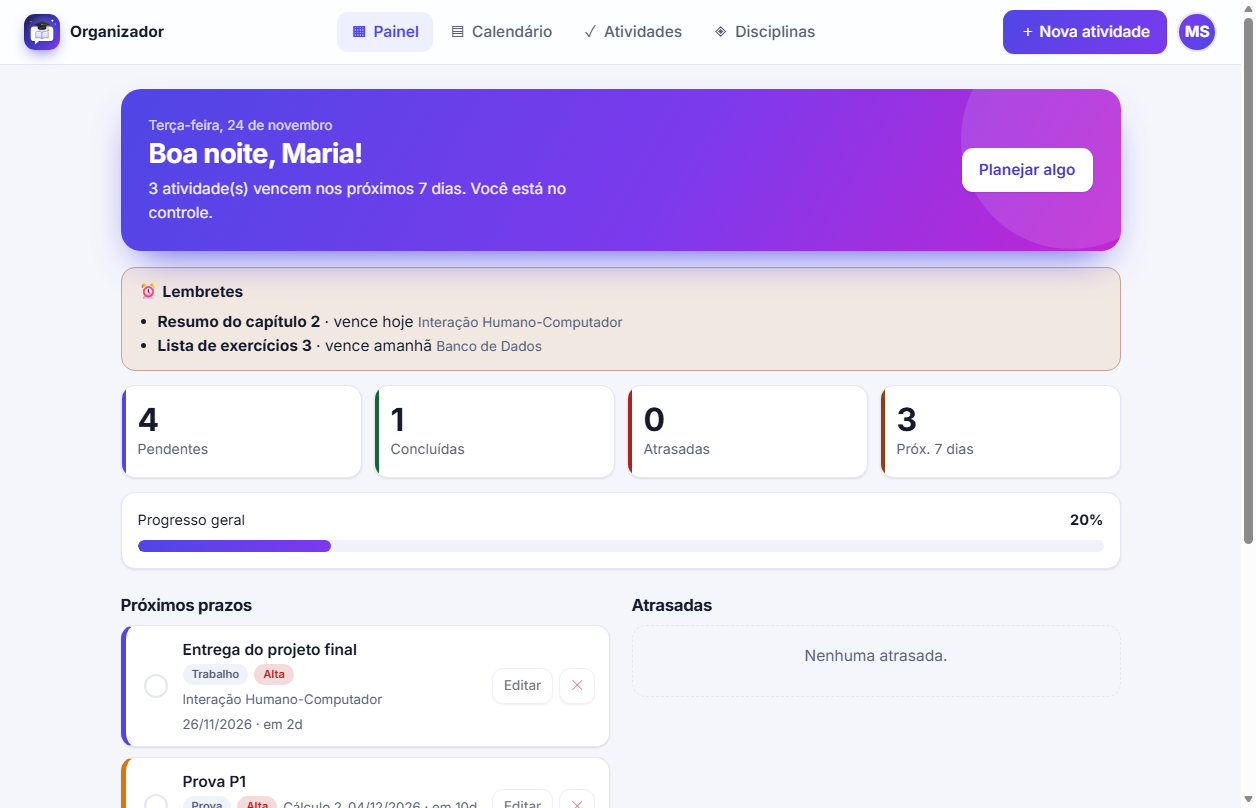 Organizador
Painel
Calendário
Atividades
Disciplinas
+ Nova atividade
MS
Terça-feira, 24 de novembro
Boa noite, Maria!
3 atividade(s) vencem nos próximos 7 dias. Você está no
controle.
Planejar algo
Lembretes
Resumo do capítulo 2 · vence hoje Interação Humano-Computador
Lista de exercícios 3 · vence amanhã Banco de Dados
4
Pendentes
1
Concluídas
0
Atrasadas
3
Próx. 7 dias
Progresso geral
20%
Próximos prazos
Entrega do projeto final
Trabalho
Alta
Interação Humano-Computador
26/11/2026 · em 2d
Editar
Prova P1
Prova
Alta
Cálculo 2 04/12/2026 · em 10d
Editar
Atrasadas
Nenhuma atrasada.